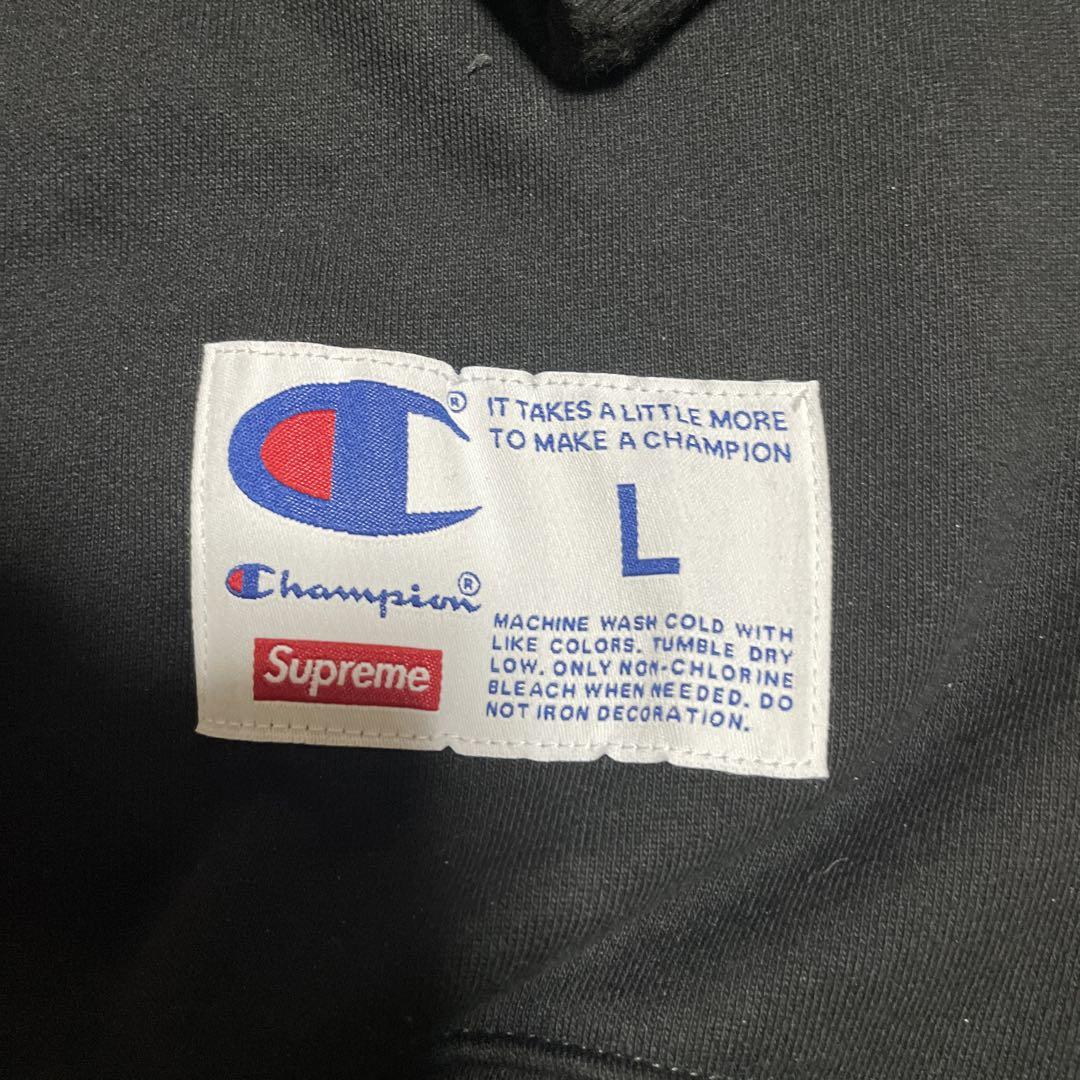 ®
IT TAKES A LITTLE MORE
TO MAKE A CHAMPION
L
Champion®
Supreme
MACHINE WASH COLD WITH
LIKE COLORS. TUMBLE DRY
LOW. ONLY NON-CHLORINE
BLEACH WHEN NEEDED. DO
NOT IRON DECORATION.